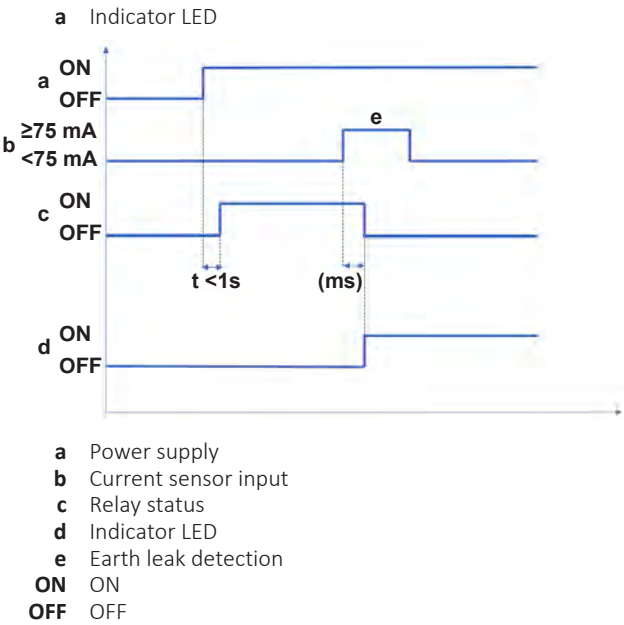 a Indicator LED
a ON
OFF
e
b ≥75 mA
<75 mA
c ON
OFF
t <1s (ms)
d ON
OFF
a Power supply
b Current sensor input
c Relay status
d Indicator LED
e Earth leak detection
ON ON
OFF OFF